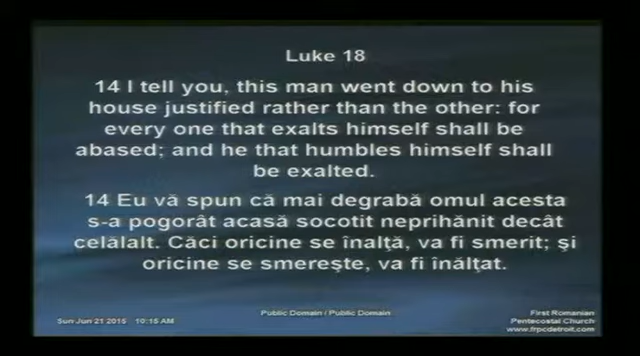 Luke 18
14 I tell you, this man went down to his
house justified rather than the other: for
every one that exalts himself shall be
abased; and he that humbles himself shall
be exalted.
14 Eu vă spun că mai degrabă omul acesta
s-a pogorât acasă socotit neprihănit decât
celălalt. Căci oricine se înalţă, va fi smerit; şi
oricine se smereşte, va fi înălţat.
Sun Jun 21 2015 10:15 AM
Public Domain / Public Domain
First Romanian
Pentecostal Church
www.frpcdetroit.com